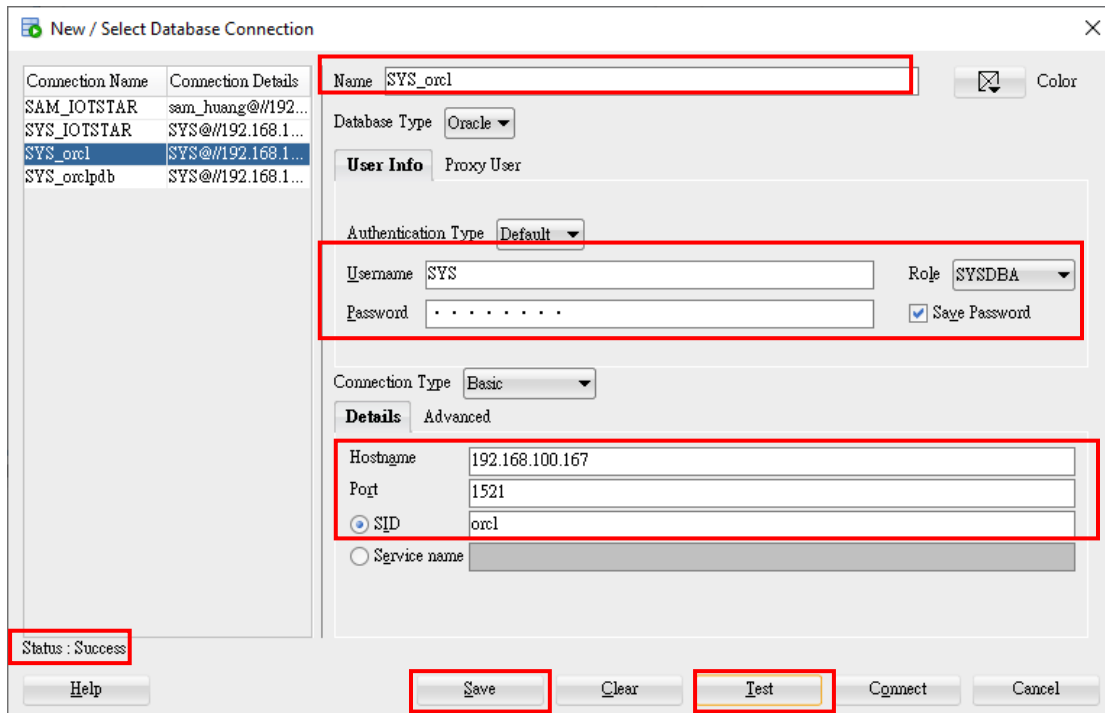 New / Select Database Connection
Connection Name Connection Details
SAM_IOTSTAR sam_huang@//192...
SYS_IOTSTAR SYS@//192.168.1...
SYS_orcl SYS@//192.168.1...
SYS_orclpdb SYS@//192.168.1...
Name SYS_orcl Color
Database Type Oracle
User Info Proxy User
Authentication Type Default
Username SYS Role SYSDBA
Password Save Password
Connection Type Basic
Details Advanced
Hostname 192.168.100.167
Port 1521
SID orcl
Service name
Status : Success
Help Save Clear Test Connect Cancel